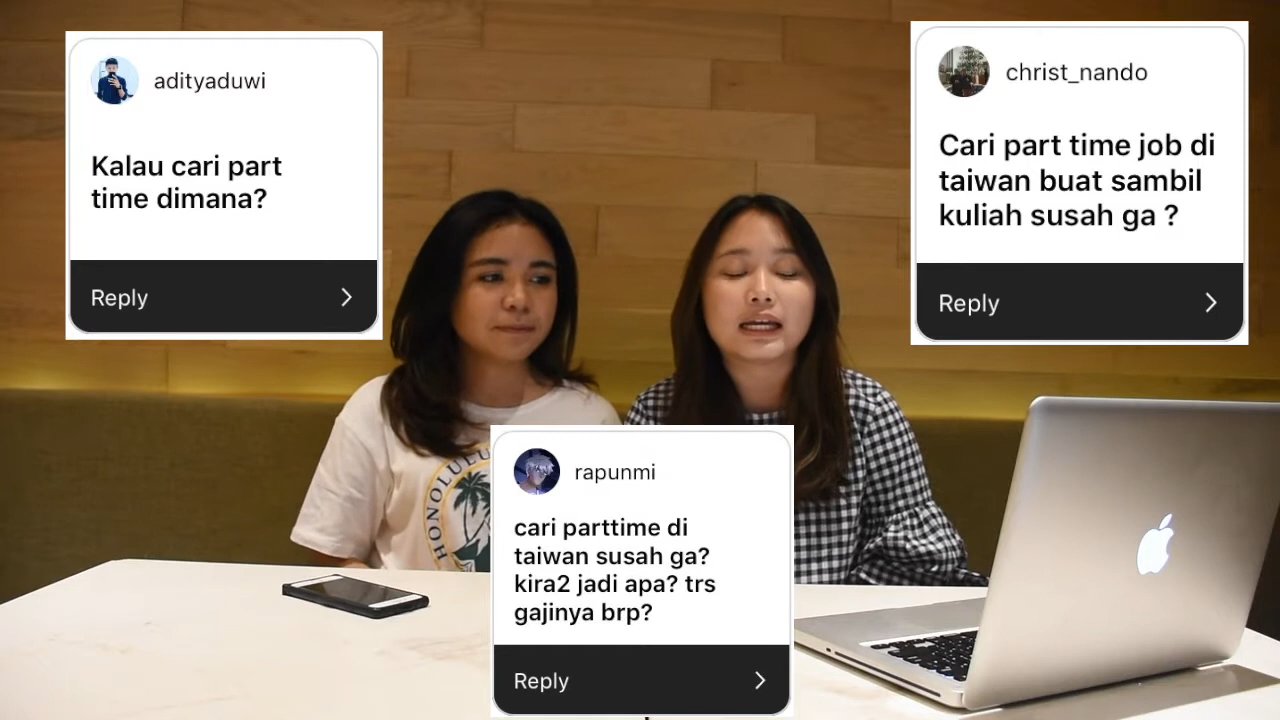 adityaduwi
Kalau cari part
time dimana?
Reply
christ_nando
Cari part time job di
taiwan buat sambil
kuliah susah ga ?
Reply
HONOLULU
rapunmi
cari parttime di
taiwan susah ga?
kira2 jadi apa? trs
gajinya brp?
Reply